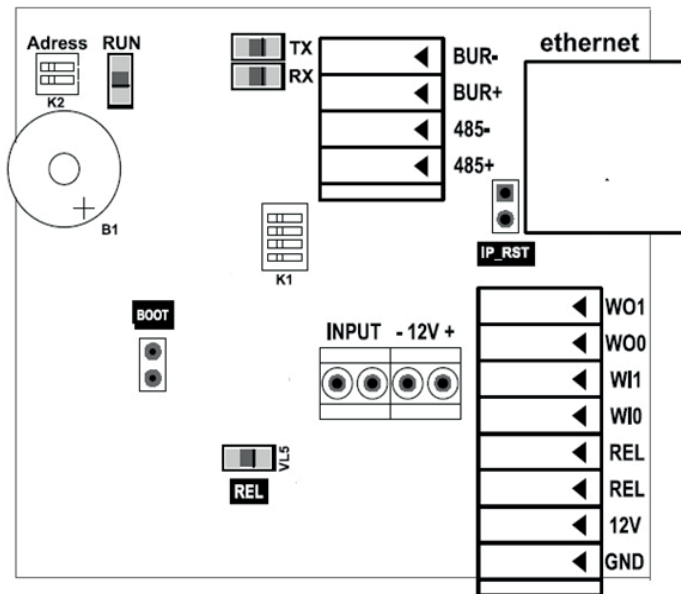 Adress RUN
K2
B1
TX
RX
BUR-
BUR+
485-
485+
ethernet
IP_RST
K1
BOOT
INPUT - 12V +
VL5
REL
WO1
WO0
WI1
WI0
REL
REL
12V
GND